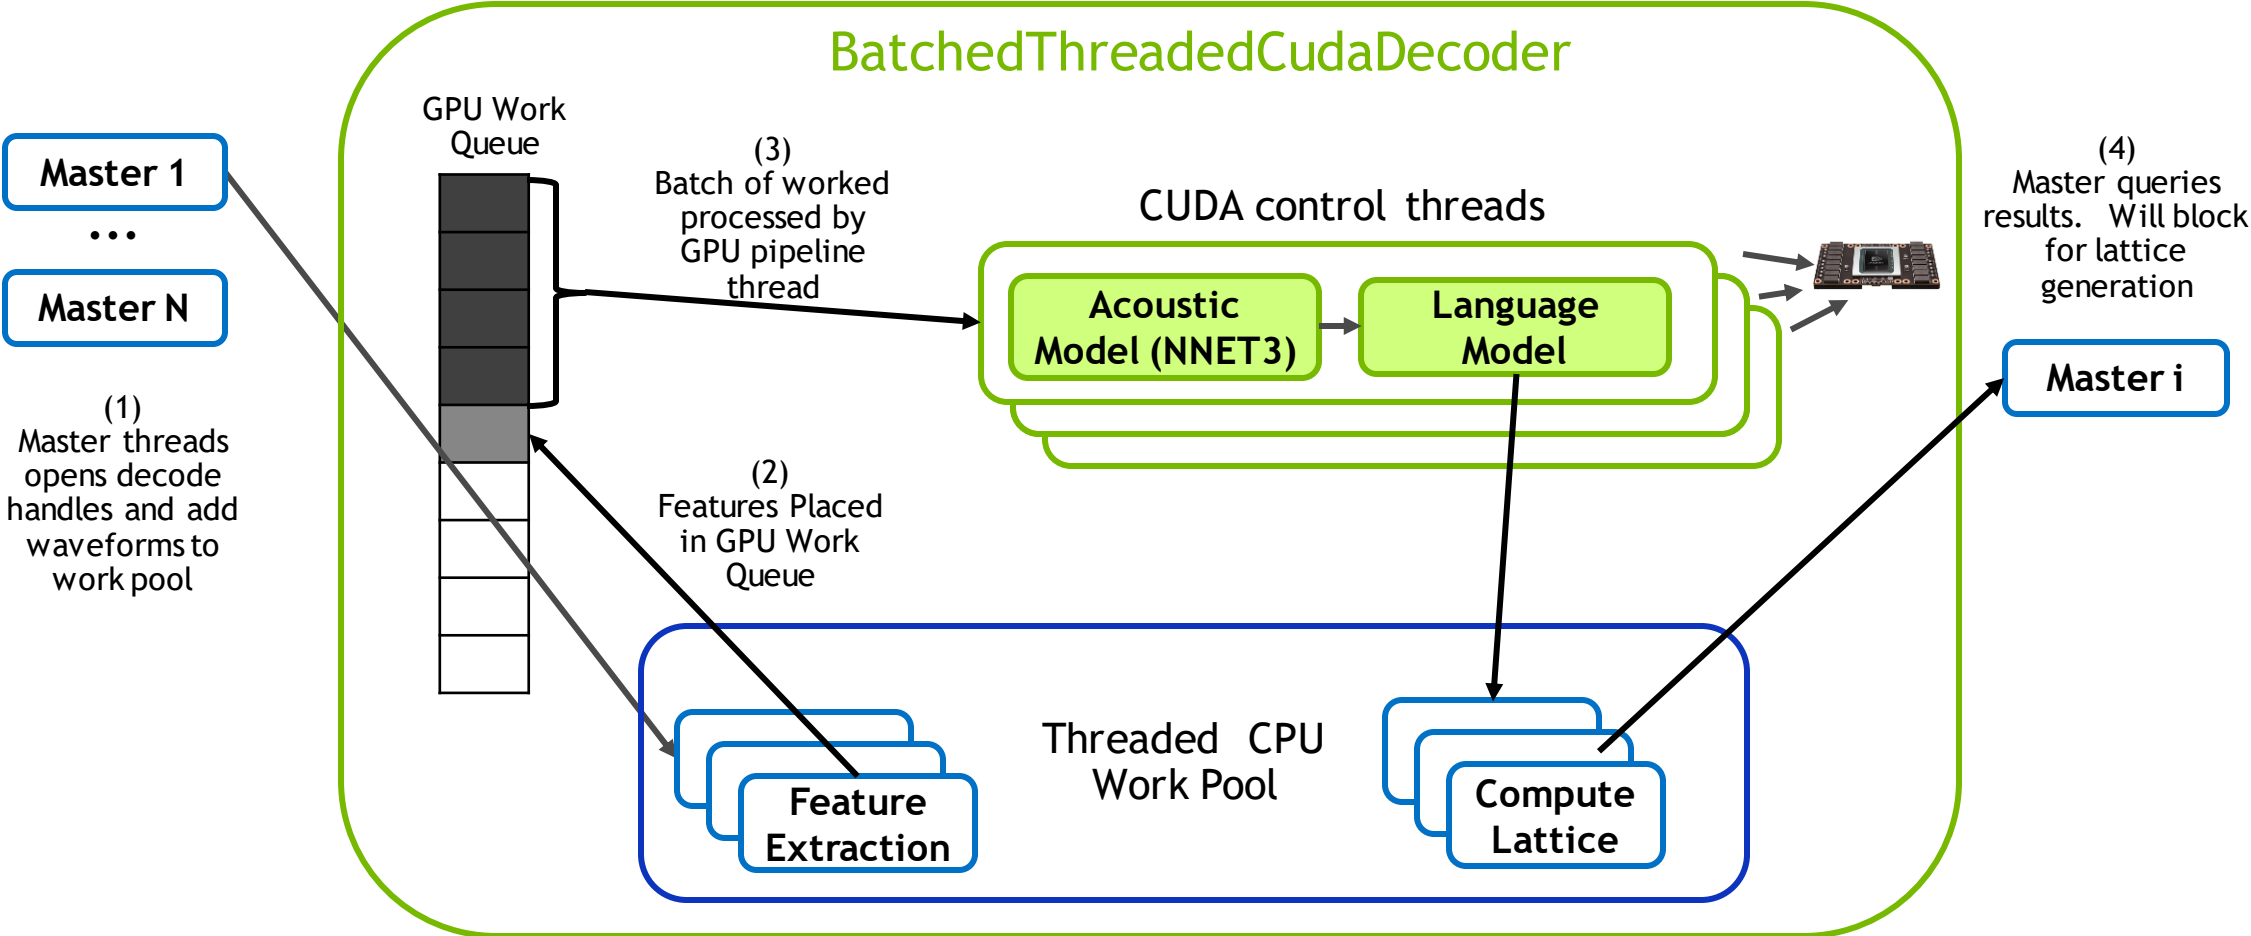 BatchedThreadedCudaDecoder
GPU Work
Queue
Master 1
...
Master N
(1)
Master threads
opens decode
handles and add
waveforms to
work pool
(2)
Features Placed
in GPU Work
Queue
(3)
Batch of worked
processed by
GPU pipeline
thread
CUDA control threads
Acoustic
Model (NNET3)
Language
Model
(4)
Master queries
results. Will block
for lattice
generation
Master i
Threaded CPU
Work Pool
Feature
Extraction
Compute
Lattice